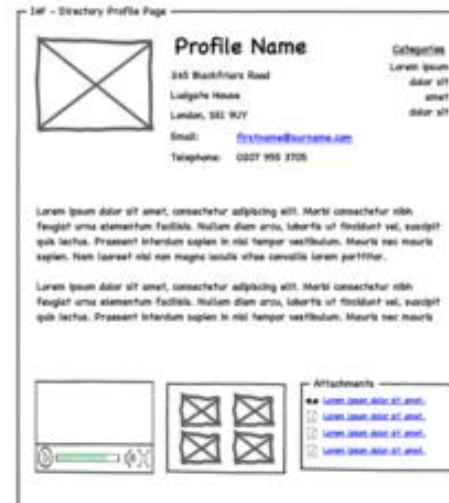 IWF - Directory Profile Page
Profile Name
245 Blackfriars Road
Ludgate House
London, SE1 9UY
Email: firstname@surname.com
Telephone: 0207 955 3705
Categories
Lorem ipsum
dolor sit
amet
dolor sit
Lorem ipsum dolor sit amet, consectetur adipiscing elit. Morbi consectetur nibh
feugiat urna elementum facilisis. Nullam diam arcu, lobortis ut tincidunt vel, suscipit
quis lectus. Praesent interdum sapien in nisl tempor vestibulum. Mauris nec mauris
sapien. Nam laoreet nisl non magna iaculis vitae convallis lorem porttitor.
Lorem ipsum dolor sit amet, consectetur adipiscing elit. Morbi consectetur nibh
feugiat urna elementum facilisis. Nullam diam arcu, lobortis ut tincidunt vel, suscipit
quis lectus. Praesent interdum sapien in nisl tempor vestibulum. Mauris nec mauris
Attachments
Lorem ipsum dolor sit amet.
Lorem ipsum dolor sit amet.
Lorem ipsum dolor sit amet.
Lorem ipsum dolor sit amet.